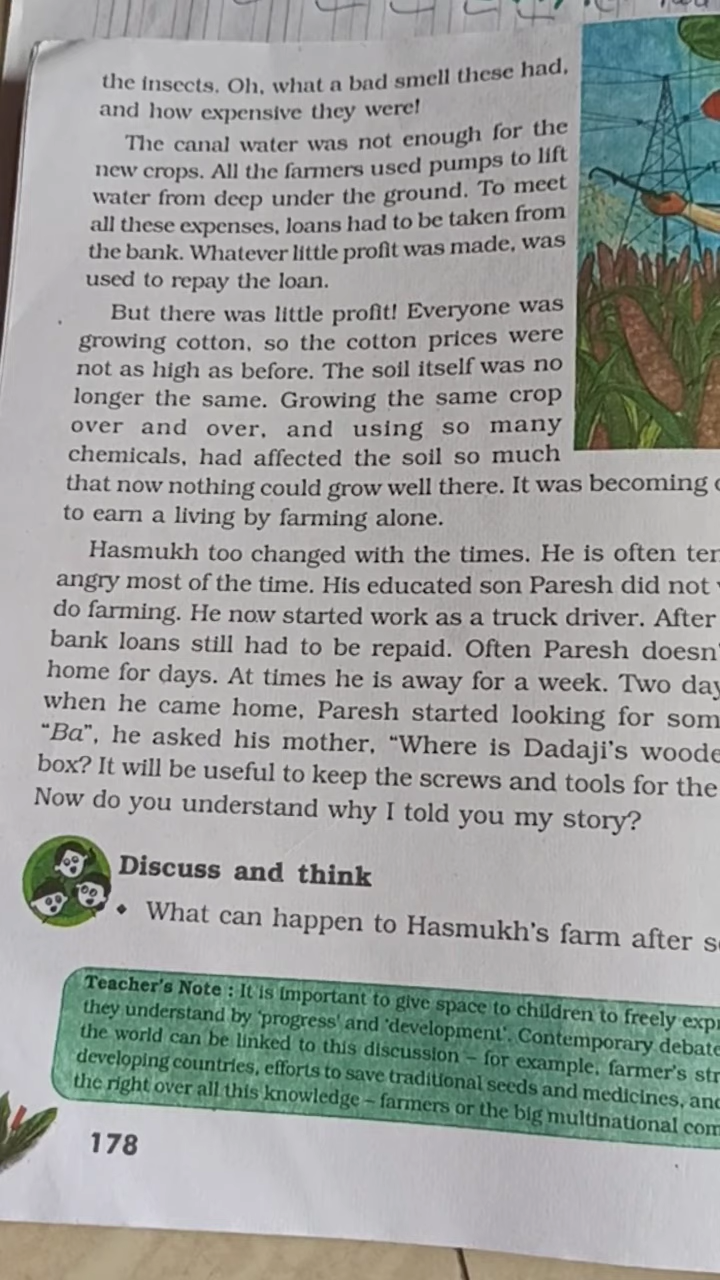 the insects. Oh, what a bad smell these had,
and how expensive they were!
The canal water was not enough for the
new crops. All the farmers used pumps to lift
water from deep under the ground. To meet
all these expenses, loans had to be taken from
the bank. Whatever little profit was made, was
used to repay the loan.
But there was little profit! Everyone was
growing cotton, so the cotton prices were
not as high as before. The soil itself was no
longer the same. Growing the same crop
over and over, and using so many
chemicals, had affected the soil so much
that now nothing could grow well there. It was becoming
to earn a living by farming alone.
Hasmukh too changed with the times. He is often
angry most of the time. His educated son Paresh did not
do farming. He now started work as a truck driver. After
bank loans still had to be repaid. Often Paresh
home for days. At times he is away for a week. Two
when he came home, Paresh started looking for
"Ba", he asked his mother, "Where is Dadaji's
box? It will be useful to keep the screws and tools for the
Now do you understand why I told you my story?
Discuss and think
• What can happen to Hasmukh's farm after
Teacher's Note : It is important to give space to children to freely
they understand by 'progress' and 'development'. Contemporary
the world can be linked to this discussion – for example, farmer's
developing countries, efforts to save traditional seeds and medicines,
the right over all this knowledge – farmers or the big multinational
178